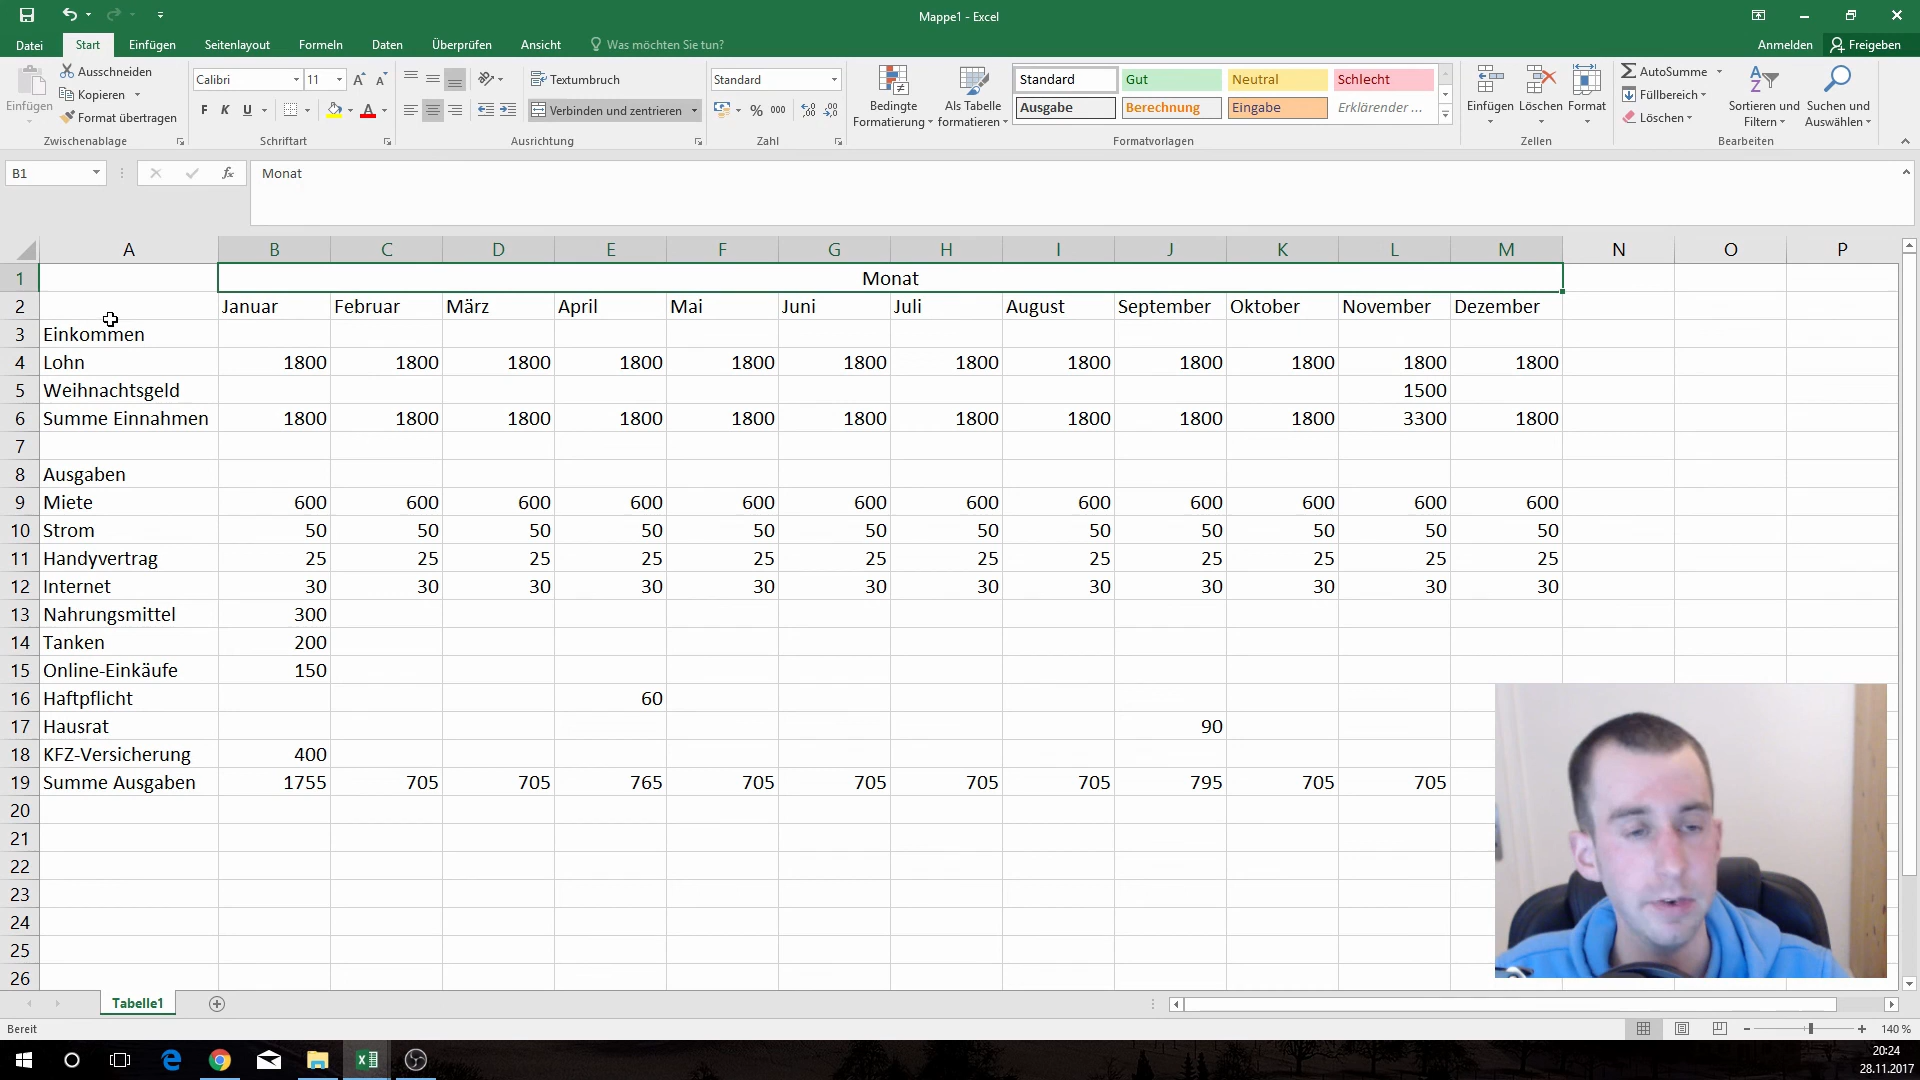 Mappe1 - Excel
Datei Start Einfügen Seitenlayout Formeln Daten Überprüfen Ansicht Was möchten Sie tun? Anmelden Freigeben
Einfügen
Ausschneiden
Kopieren
Format übertragen
Zwischenablage
Calibri 11
F K U
Schriftart
Textumbruch
Verbinden und zentrieren
Ausrichtung
Standard
% 000
Zahl
Bedingte Formatierung
Als Tabelle formatieren
Standard Gut Neutral Schlecht
Ausgabe Berechnung Eingabe Erklärender ...
Formatvorlagen
Einfügen Löschen Format
Zellen
AutoSumme
Füllbereich
Löschen
Sortieren und Filtern
Suchen und Auswählen
Bearbeiten
B1 fx Monat
A B C D E F G H I J K L M N O P
1 Monat
2 Januar Februar März April Mai Juni Juli August September Oktober November Dezember
3 Einkommen
4 Lohn 1800 1800 1800 1800 1800 1800 1800 1800 1800 1800 1800 1800
5 Weihnachtsgeld 1500
6 Summe Einnahmen 1800 1800 1800 1800 1800 1800 1800 1800 1800 1800 3300 1800
7
8 Ausgaben
9 Miete 600 600 600 600 600 600 600 600 600 600 600 600
10 Strom 50 50 50 50 50 50 50 50 50 50 50 50
11 Handyvertrag 25 25 25 25 25 25 25 25 25 25 25 25
12 Internet 30 30 30 30 30 30 30 30 30 30 30 30
13 Nahrungsmittel 300
14 Tanken 200
15 Online-Einkäufe 150
16 Haftpflicht 60
17 Hausrat 90
18 KFZ-Versicherung 400
19 Summe Ausgaben 1755 705 705 765 705 705 705 705 795 705 705
20
21
22
23
24
25
26
Tabelle1
Bereit 140 %
20:24
28.11.2017